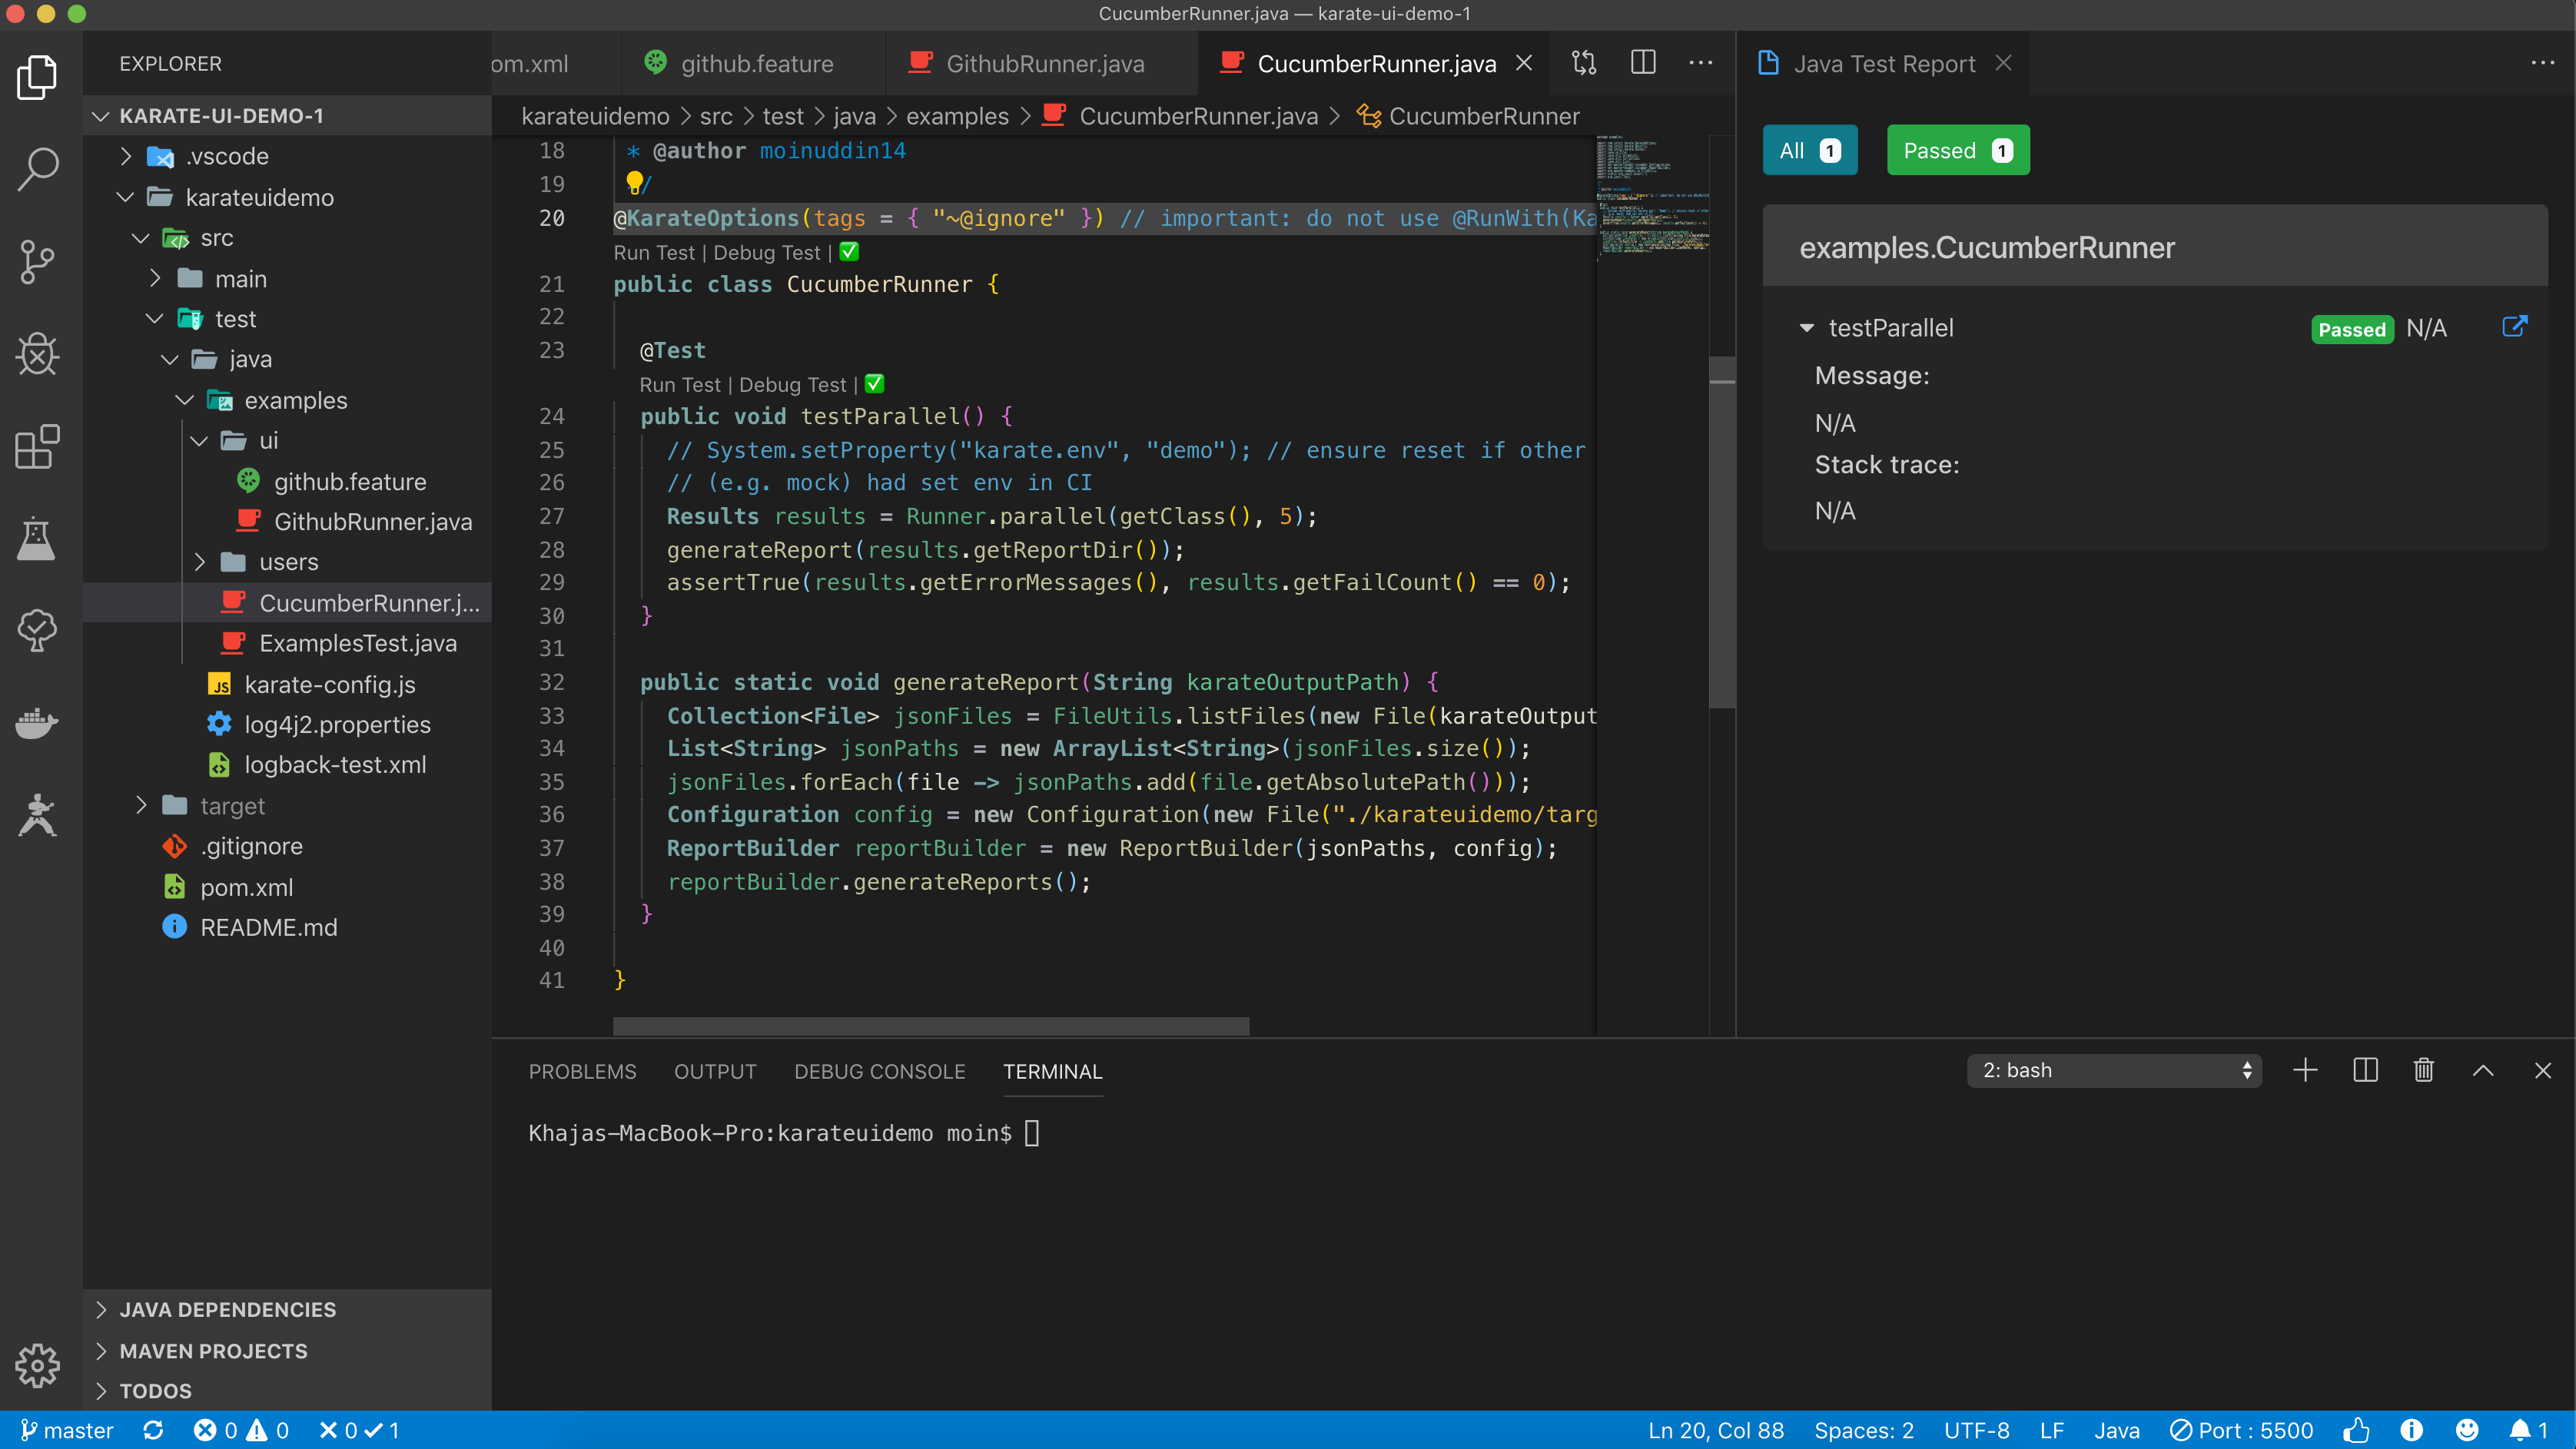 CucumberRunner.java — karate-ui-demo-1
EXPLORER
KARATE-UI-DEMO-1
.vscode
karateuidemo
src
main
test
java
examples
ui
github.feature
GithubRunner.java
users
CucumberRunner.j...
ExamplesTest.java
karate-config.js
log4j2.properties
logback-test.xml
target
.gitignore
pom.xml
README.md
JAVA DEPENDENCIES
MAVEN PROJECTS
TODOS
om.xml
github.feature
GithubRunner.java
CucumberRunner.java
karateuidemo > src > test > java > examples > CucumberRunner.java > CucumberRunner
18 * @author moinuddin14
19 */
20 @KarateOptions(tags = { "~@ignore" }) // important: do not use @RunWith(Ka
Run Test | Debug Test | ✅
21 public class CucumberRunner {
22
23 @Test
Run Test | Debug Test | ✅
24 public void testParallel() {
25 // System.setProperty("karate.env", "demo"); // ensure reset if other
26 // (e.g. mock) had set env in CI
27 Results results = Runner.parallel(getClass(), 5);
28 generateReport(results.getReportDir());
29 assertTrue(results.getErrorMessages(), results.getFailCount() == 0);
30 }
31
32 public static void generateReport(String karateOutputPath) {
33 Collection<File> jsonFiles = FileUtils.listFiles(new File(karateOutput
34 List<String> jsonPaths = new ArrayList<String>(jsonFiles.size());
35 jsonFiles.forEach(file -> jsonPaths.add(file.getAbsolutePath()));
36 Configuration config = new Configuration(new File("./karateuidemo/targ
37 ReportBuilder reportBuilder = new ReportBuilder(jsonPaths, config);
38 reportBuilder.generateReports();
39 }
40
41 }
Java Test Report
All 1
Passed 1
examples.CucumberRunner
testParallel Passed N/A
Message:
N/A
Stack trace:
N/A
PROBLEMS OUTPUT DEBUG CONSOLE TERMINAL
2: bash
Khajas-MacBook-Pro:karateuidemo moin$
master 0 0 0 1
Ln 20, Col 88 Spaces: 2 UTF-8 LF Java Port : 5500 1